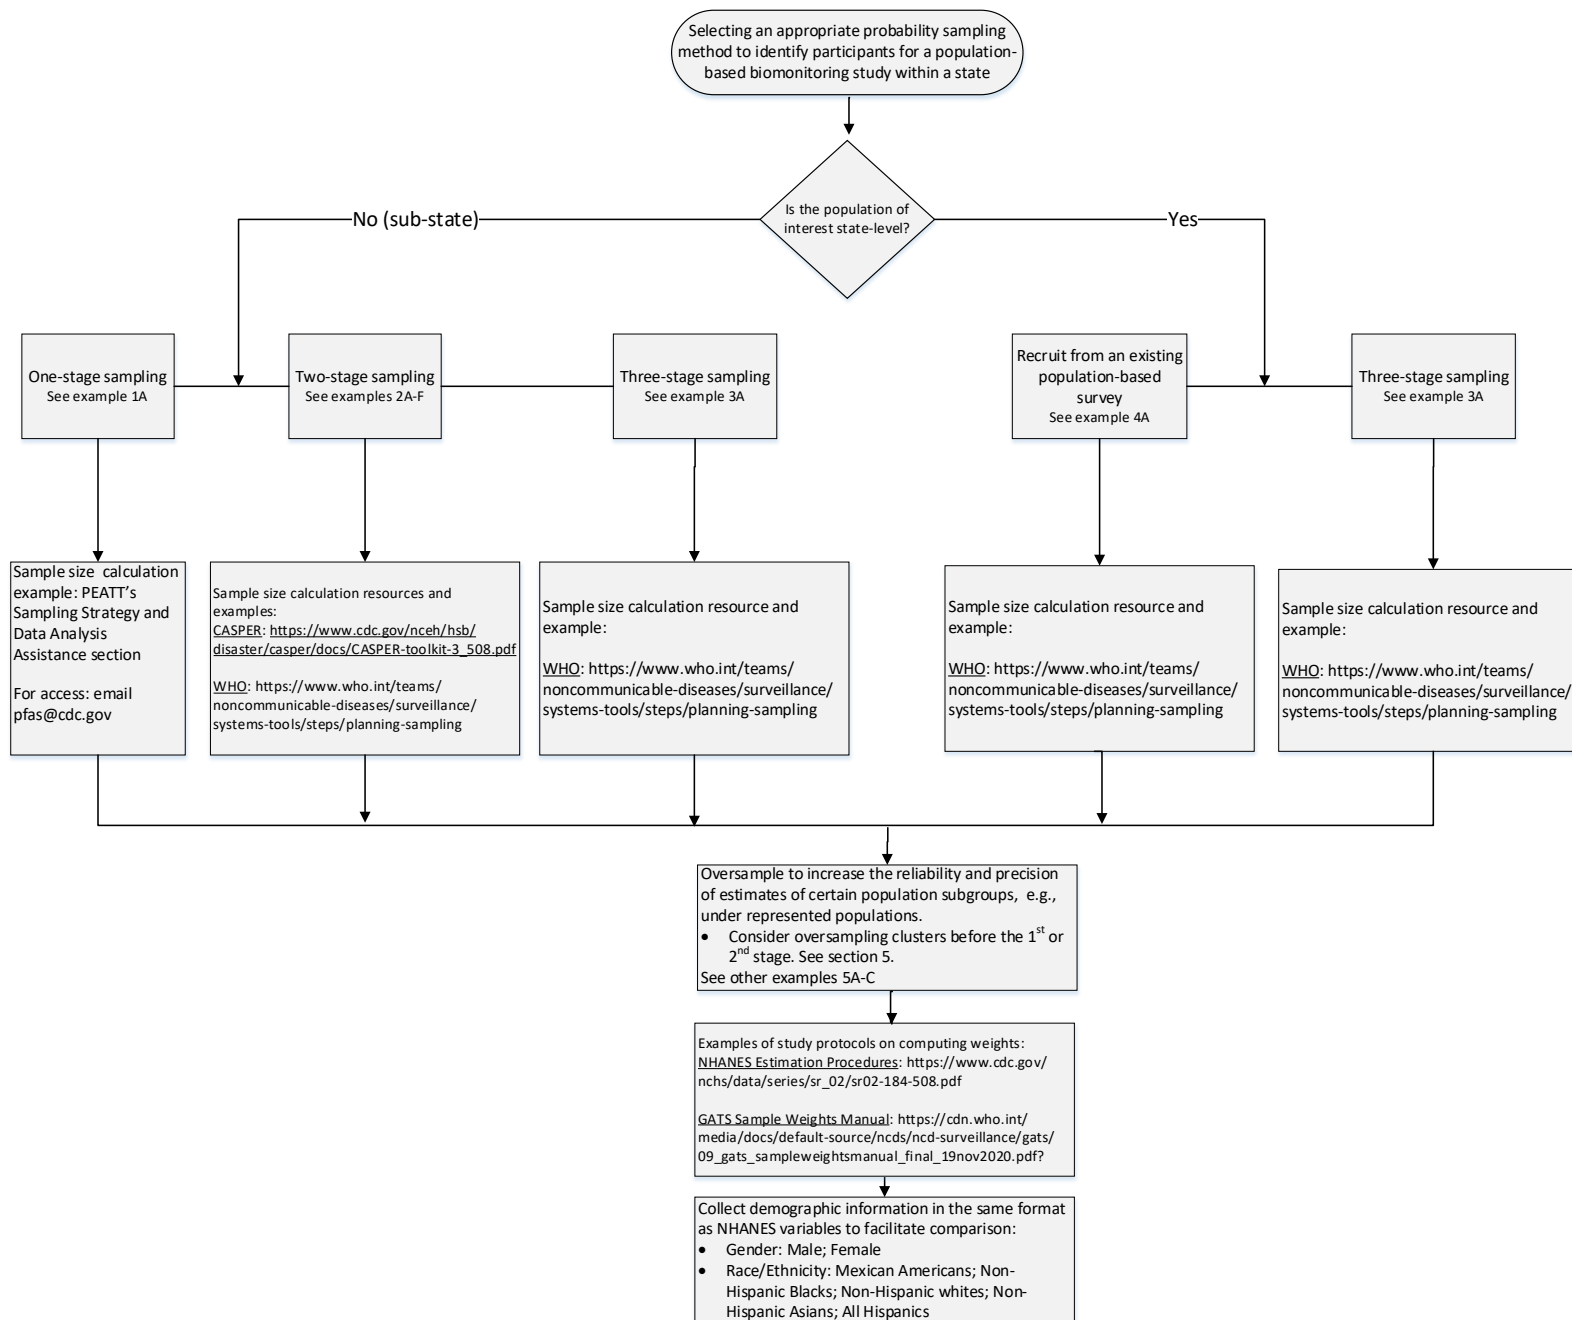 Selecting an appropriate probability sampling
method to identify participants for a population-
based biomonitoring study within a state
Is the population of
interest state-level?
No (sub-state)
Yes
One-stage sampling
See example 1A
Two-stage sampling
See examples 2A-F
Three-stage sampling
See example 3A
Recruit from an existing
population-based
survey
See example 4A
Three-stage sampling
See example 3A
Sample size  calculation
example: PEATT’s
Sampling Strategy and
Data Analysis
Assistance section
For access: email
pfas@cdc.gov
Sample size calculation resources and
examples:
CASPER: https://www.cdc.gov/nceh/hsb/
disaster/casper/docs/CASPER-toolkit-3_508.pdf
WHO: https://www.who.int/teams/
noncommunicable-diseases/surveillance/
systems-tools/steps/planning-sampling
Sample size calculation resource and
example:
WHO: https://www.who.int/teams/
noncommunicable-diseases/surveillance/
systems-tools/steps/planning-sampling
Sample size calculation resource and
example:
WHO: https://www.who.int/teams/
noncommunicable-diseases/surveillance/
systems-tools/steps/planning-sampling
Sample size calculation resource and
example:
WHO: https://www.who.int/teams/
noncommunicable-diseases/surveillance/
systems-tools/steps/planning-sampling
Oversample to increase the reliability and precision
of estimates of certain population subgroups,  e.g.,
under represented populations.
• Consider oversampling clusters before the 1st or
2nd stage. See section 5.
See other examples 5A-C
Examples of study protocols on computing weights:
NHANES Estimation Procedures: https://www.cdc.gov/
nchs/data/series/sr_02/sr02-184-508.pdf
GATS Sample Weights Manual: https://cdn.who.int/
media/docs/default-source/ncds/ncd-surveillance/gats/
09_gats_sampleweightsmanual_final_19nov2020.pdf?
Collect demographic information in the same format
as NHANES variables to facilitate comparison:
• Gender: Male; Female
• Race/Ethnicity: Mexican Americans; Non-
Hispanic Blacks; Non-Hispanic whites; Non-
Hispanic Asians; All Hispanics